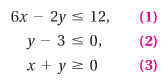 6x − 2y ≤ 12, (1)
y − 3 ≤ 0, (2)
x + y ≥ 0 (3)